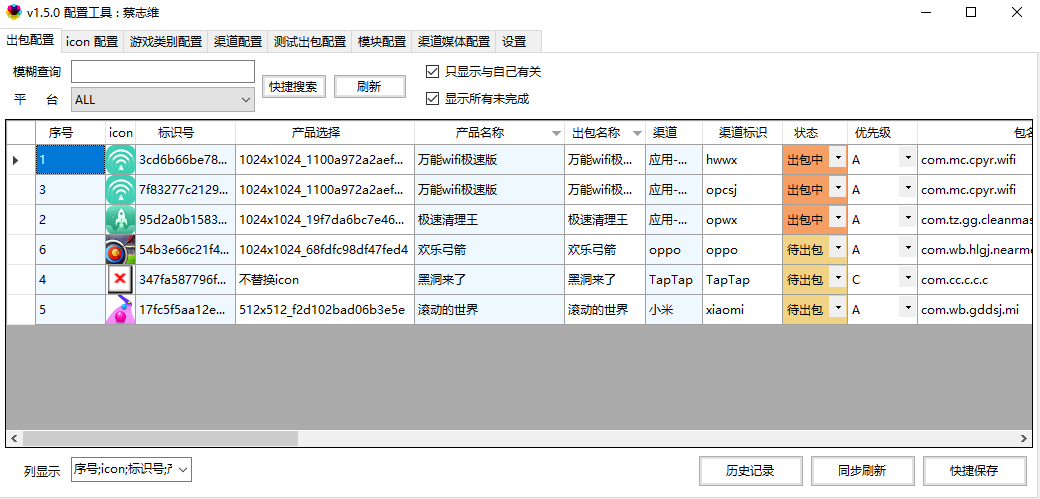 v1.5.0 配置工具 : 蔡志维
出包配置 icon 配置 游戏类别配置 渠道配置 测试出包配置 模块配置 渠道媒体配置 设置
模糊查询 快捷搜索 刷新 只显示与自己有关
平 台 ALL 显示所有未完成
序号 icon 标识号 产品选择 产品名称 出包名称 渠道 渠道标识 状态 优先级 包名
1 3cd6b66be78... 1024x1024_1100a972a2aef... 万能wifi极速版 万能wifi极... 应用-... hwwx 出包中 A com.mc.cpyr.wifi
3 7f83277c2129... 1024x1024_1100a972a2aef... 万能wifi极速版 万能wifi极... 应用-... opcsj 出包中 A com.mc.cpyr.wifi
2 95d2a0b1583... 1024x1024_19f7da6bc7e46... 极速清理王 极速清理王 应用-... opwx 出包中 A com.tz.gg.cleanmas
6 54b3e66c21f4... 1024x1024_68fdfc98df47fed4 欢乐弓箭 欢乐弓箭 oppo oppo 待出包 A com.wb.hlgj.nearme
4 347fa587796f... 不替换icon 黑洞来了 黑洞来了 TapTap TapTap 待出包 C com.cc.c.c.c
5 17fc5f5aa12e... 512x512_f2d102bad06b3e5e 滚动的世界 滚动的世界 小米 xiaomi 待出包 A com.wb.gddsj.mi
列显示 序号;icon;标识号;产 历史记录 同步刷新 快捷保存